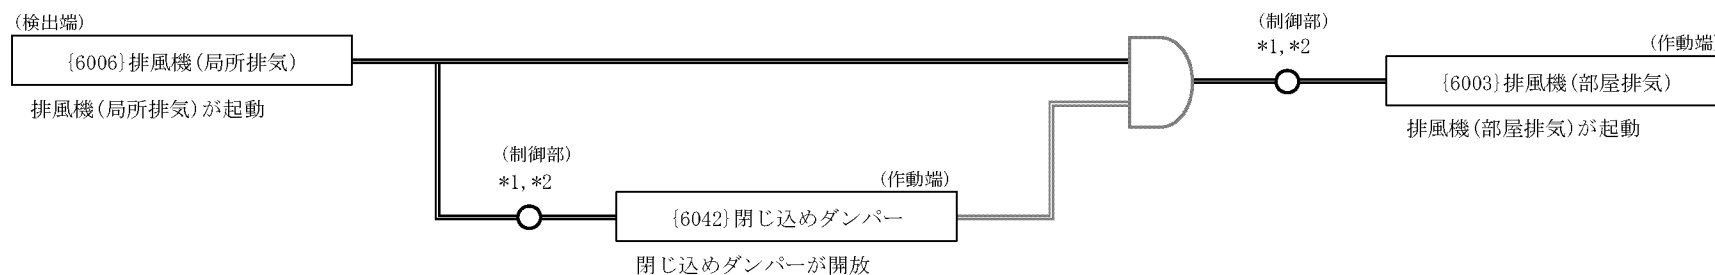 (検出端)
{6006}排風機(局所排気)
排風機(局所排気)が起動
(制御部)
*1,*2
(作動端)
{6003}排風機(部屋排気)
排風機(部屋排気)が起動
(制御部)
*1,*2
(作動端)
{6042}閉じ込めダンパー
閉じ込めダンパーが開放